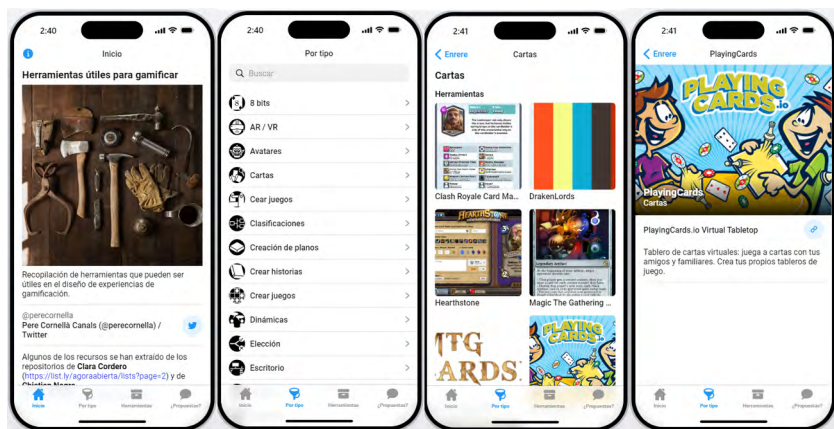 2:40
Inicio
Herramientas útiles para gamificar
Recopilación de herramientas que pueden ser
útiles en el diseño de experiencias de
gamificación.
@perecornella
Pere Cornellà Canals (@perecornella) /
Twitter
Algunos de los recursos se han extraído de los
repositorios de Clara Cordero
(https://list.ly/agoraabierta/lists?page=2) y de
Inicio
Por tipo
Herramientas
¿Propuestas?
2:40
Por tipo
Buscar
8 bits
AR / VR
Avatares
Cartas
Cear juegos
Clasificaciones
Creación de planos
Crear historias
Crear juegos
Dinámicas
Elección
Escritorio
Inicio
Por tipo
Herramientas
¿Propuestas?
2:41
Enrere
Cartas
Cartas
Herramientas
Clash Royale Card Ma...
DrakenLords
HEARTHSTONE
Legendary Artifact
Hearthstone
Magic The Gathering ...
MTG
CARDS
PLAYING
CARDS
Inicio
Por tipo
Herramientas
¿Propuestas?
2:41
Enrere
PlayingCards
PLAYING
CARDS.io
PlayingCards
Cartas
PlayingCards.io Virtual Tabletop
Tablero de cartas virtuales: juega a cartas con tus
amigos y familiares. Crea tus propios tableros de
juego.
Inicio
Por tipo
Herramientas
¿Propuestas?